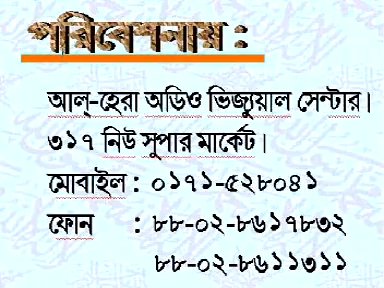 পরিবেশনায় :
আল্-হেরা অডিও ভিজ্যুয়াল সেন্টার।
৩১৭ নিউ সুপার মার্কেট।
মোবাইল : ০১৭১-৫২৮০৪১
ফোন : ৮৮-০২-৮৬১৭৮৩২
৮৮-০২-৮৬১১৩১১